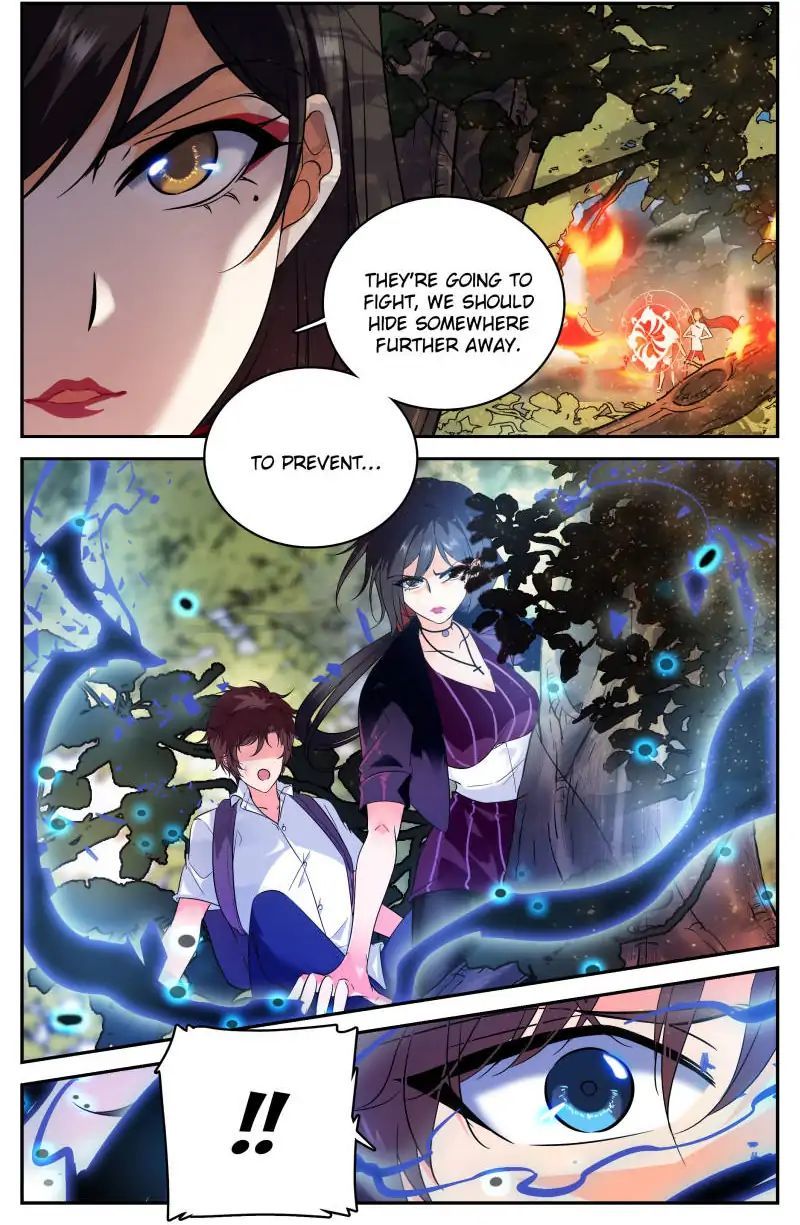 THEY'RE GOING TO
FIGHT, WE SHOULD
HIDE SOMEWHERE
FURTHER AWAY.
TO PREVENT...
!!